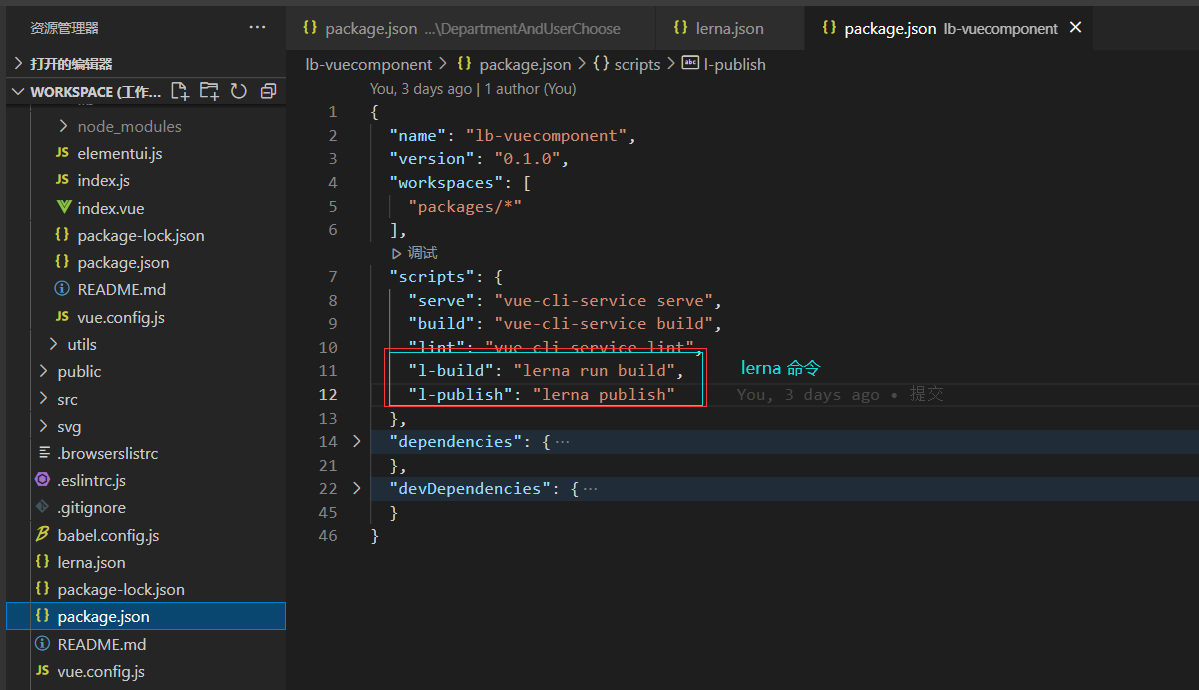 资源管理器
···
打开的编辑器
WORKSPACE (工作...
node_modules
JS elementui.js
JS index.js
index.vue
{} package-lock.json
{} package.json
README.md
JS vue.config.js
utils
public
src
svg
.browserslistrc
.eslintrc.js
.gitignore
babel.config.js
{} lerna.json
{} package-lock.json
{} package.json
README.md
JS vue.config.js
{} package.json ...\DepartmentAndUserChoose
{} lerna.json
{} package.json lb-vuecomponent
lb-vuecomponent > {} package.json > {} scripts > abc l-publish
You, 3 days ago | 1 author (You)
1 {
2 "name": "lb-vuecomponent",
3 "version": "0.1.0",
4 "workspaces": [
5 "packages/*"
6 ],
调试
7 "scripts": {
8 "serve": "vue-cli-service serve",
9 "build": "vue-cli-service build",
10 "lint": "vue-cli-service lint",
11 "l-build": "lerna run build",
lerna 命令
12 "l-publish": "lerna publish"
You, 3 days ago • 提交
13 },
14 > "dependencies": { ···
21 },
22 > "devDependencies": { ···
45 }
46 }